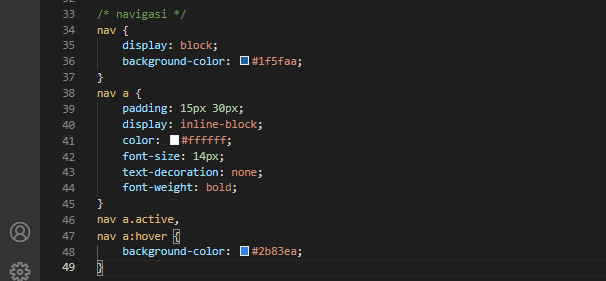 33 /* navigasi */
34 nav {
35     display: block;
36     background-color: #1f5faa;
37 }
38 nav a {
39     padding: 15px 30px;
40     display: inline-block;
41     color: #ffffff;
42     font-size: 14px;
43     text-decoration: none;
44     font-weight: bold;
45 }
46 nav a.active,
47 nav a:hover {
48     background-color: #2b83ea;
49 }